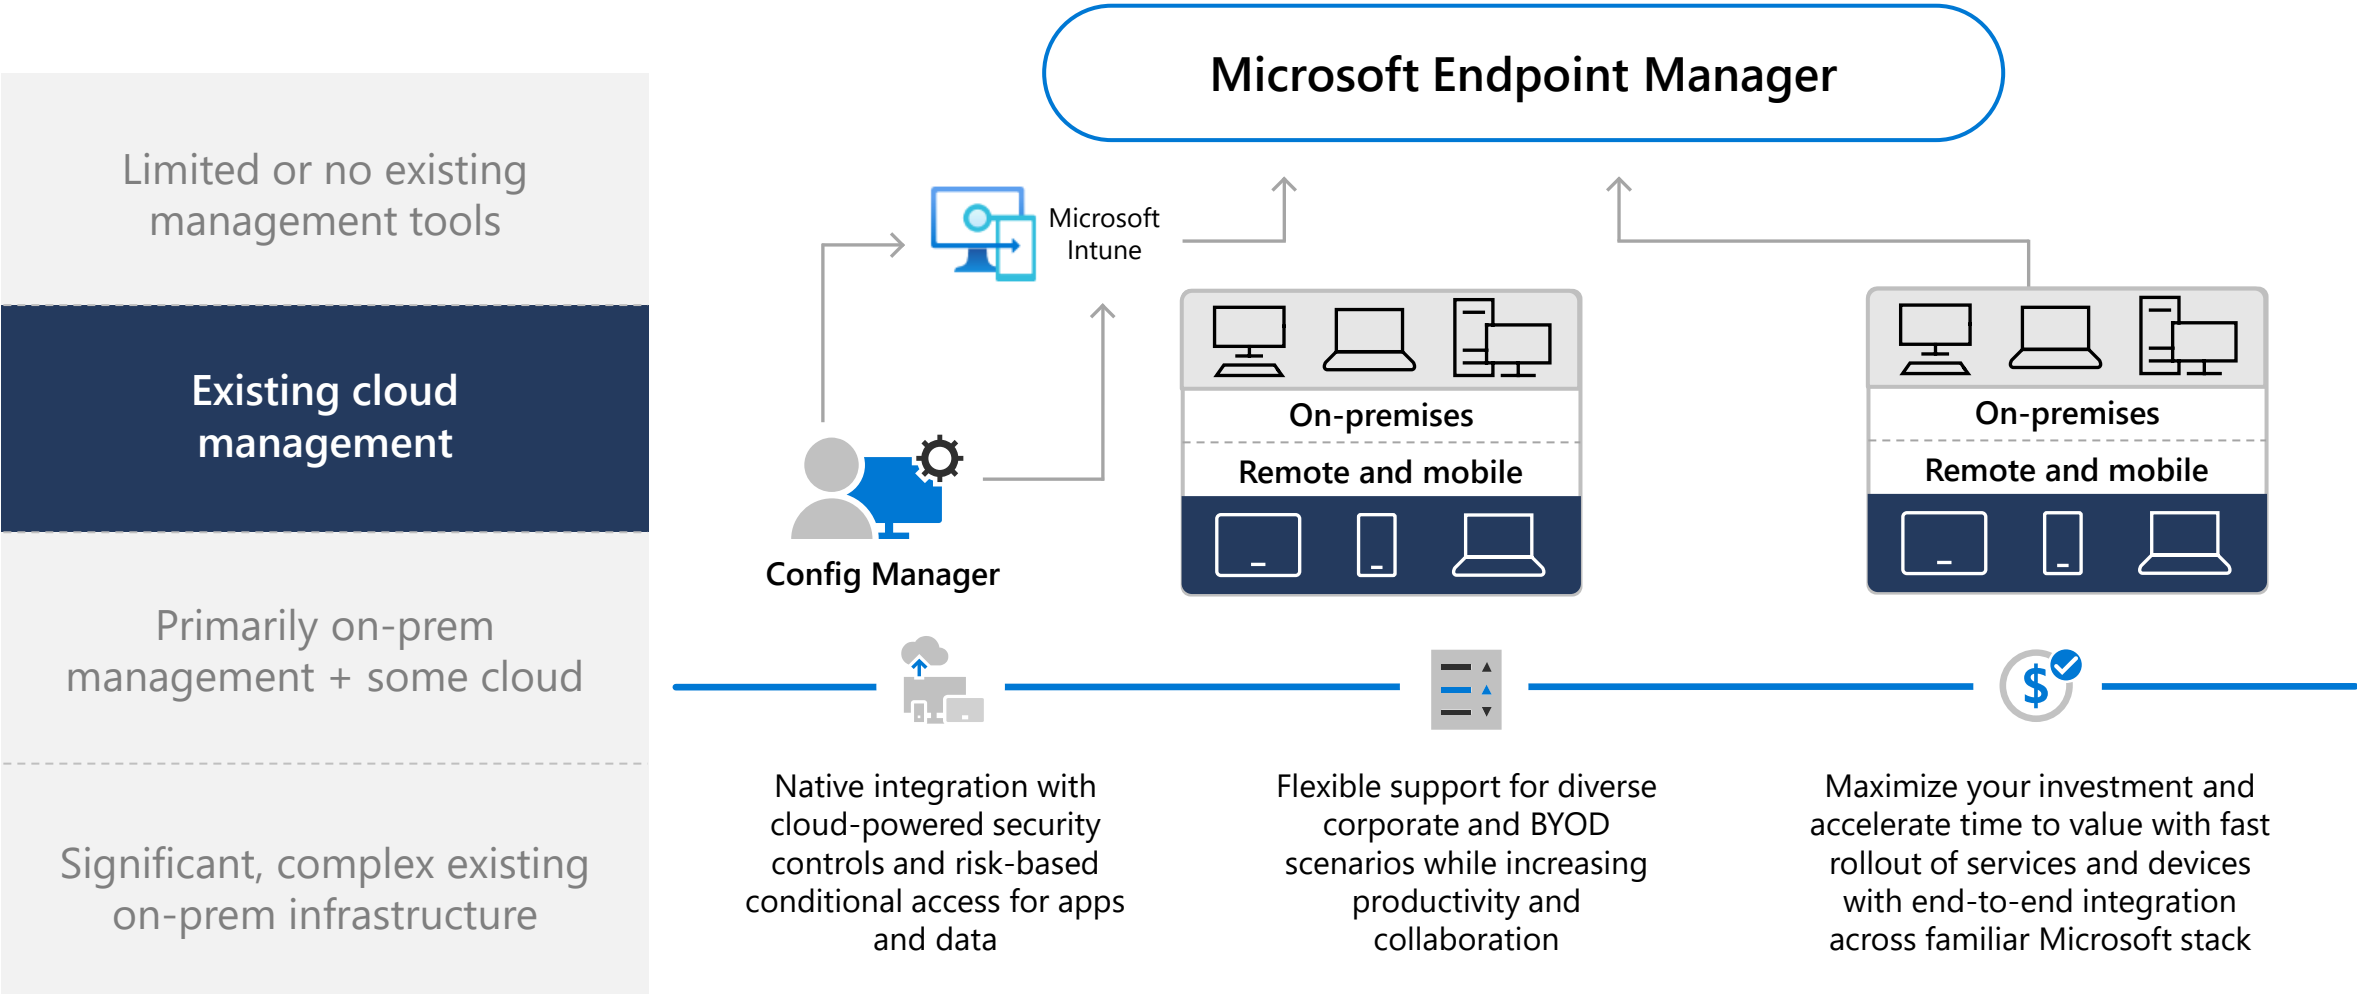 Microsoft Endpoint Manager
Limited or no existing
management tools
Existing cloud
management
Primarily on-prem
management + some cloud
Significant, complex existing
on-prem infrastructure
Microsoft
Intune
Config Manager
On-premises
Remote and mobile
On-premises
Remote and mobile
$
Native integration with
cloud-powered security
controls and risk-based
conditional access for apps
and data
Flexible support for diverse
corporate and BYOD
scenarios while increasing
productivity and
collaboration
Maximize your investment and
accelerate time to value with fast
rollout of services and devices
with end-to-end integration
across familiar Microsoft stack